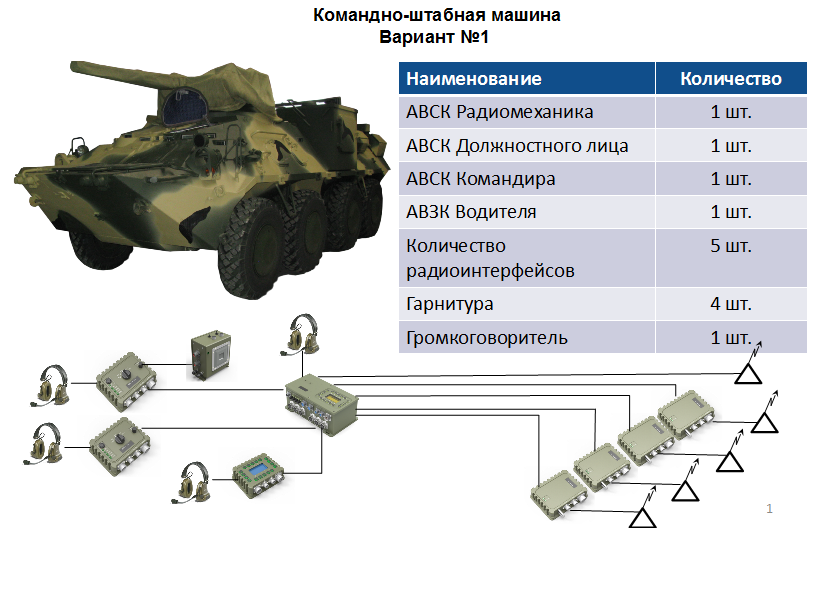 Командно-штабная машина
Вариант №1
Наименование Количество
АВСК Радиомеханика 1 шт.
АВСК Должностного лица 1 шт.
АВСК Командира 1 шт.
АВЗК Водителя 1 шт.
Количество 5 шт.
радиоинтерфейсов
Гарнитура 4 шт.
Громкоговоритель 1 шт.
1